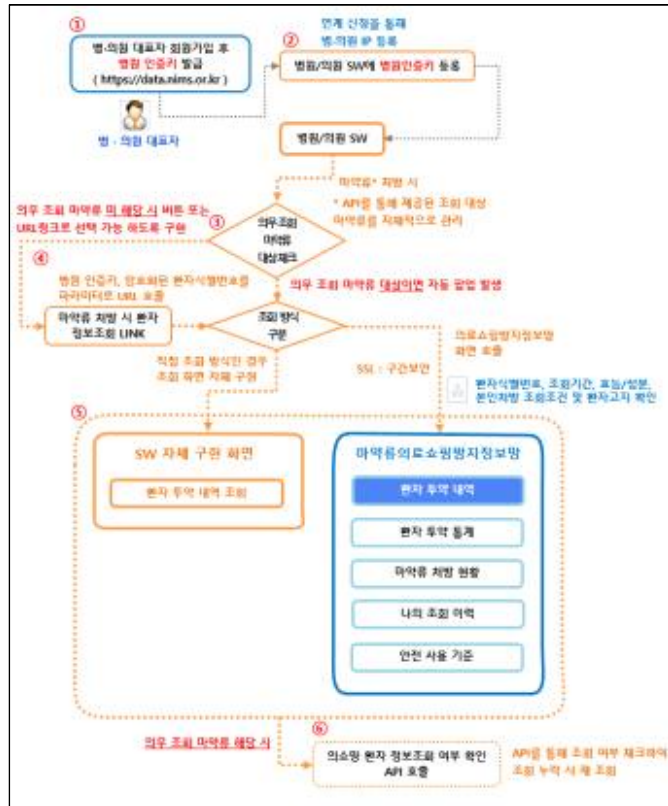 ①
병·의원 대표자 회원가입 후
병원 인증키 발급
( https://data.nims.or.kr )
병 · 의원 대표자
연계 신청을 통해
병·의원 IP 등록
②
병원/의원 SW에 병원인증키 등록
병원/의원 SW
마약류* 처방 시
* API를 통해 제공된 조회 대상
마약류를 자체적으로 관리
의무 조회 마약류 미 해당 시 버튼 또는
URL링크로 선택 가능 하도록 구현
③
의무조회
마약류
대상체크
④
병원 인증키, 암호화된 환자식별번호를
파라미터로 URL 호출
의무 조회 마약류 대상이면 자동 팝업 발생
마약류 처방 시 환자
정보조회 LINK
조회 방식
구분
직접 조회 방식인 경우
조회 화면 자체 구현
의료쇼핑방지정보망
화면 호출
SSL : 구간보안
환자식별번호, 조회기간, 효능/성분,
본인처방 조회조건 및 환자고지 확인
⑤
SW 자체 구현 화면
환자 투약 내역 조회
마약류의료쇼핑방지정보망
환자 투약 내역
환자 투약 통계
마약류 처방 현황
나의 조회 이력
안전 사용 기준
의무 조회 마약류 해당 시
⑥
의쇼핑 환자 정보조회 여부 확인
API 호출
API를 통해 조회 여부 체크하여
조회 누락 시 재 조회